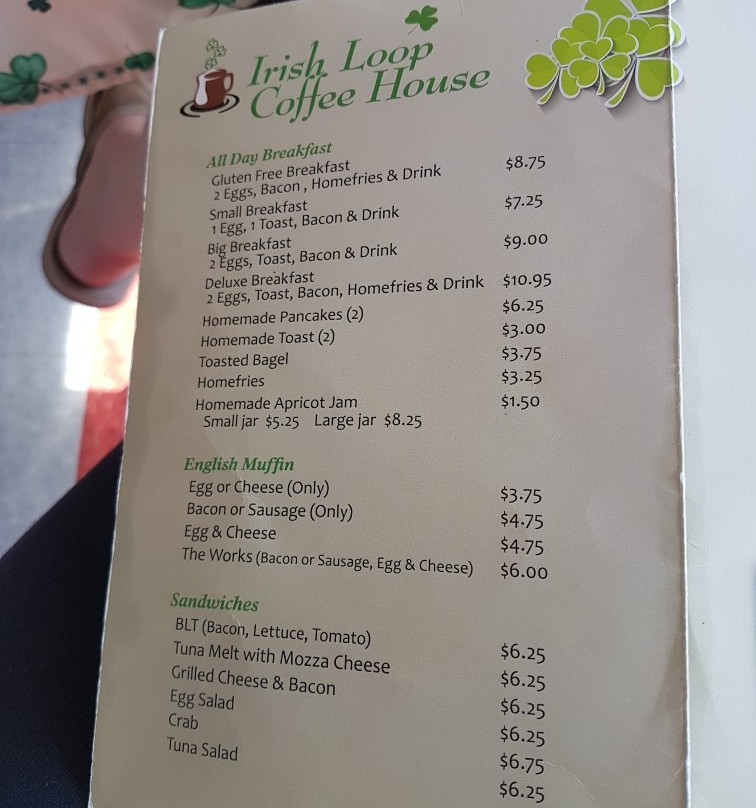 Irish Loop
Coffee House
All Day Breakfast
Gluten Free Breakfast $8.75
2 Eggs, Bacon , Homefries & Drink
Small Breakfast $7.25
1 Egg, 1 Toast, Bacon & Drink
Big Breakfast $9.00
2 Eggs, Toast, Bacon & Drink
Deluxe Breakfast $10.95
2 Eggs, Toast, Bacon, Homefries & Drink
Homemade Pancakes (2) $6.25
Homemade Toast (2) $3.00
Toasted Bagel $3.75
Homefries $3.25
Homemade Apricot Jam $1.50
Small jar $5.25 Large jar $8.25
English Muffin
Egg or Cheese (Only) $3.75
Bacon or Sausage (Only) $4.75
Egg & Cheese $4.75
The Works (Bacon or Sausage, Egg & Cheese) $6.00
Sandwiches
BLT (Bacon, Lettuce, Tomato) $6.25
Tuna Melt with Mozza Cheese $6.25
Grilled Cheese & Bacon $6.25
Egg Salad $6.25
Crab $6.75
Tuna Salad $6.25